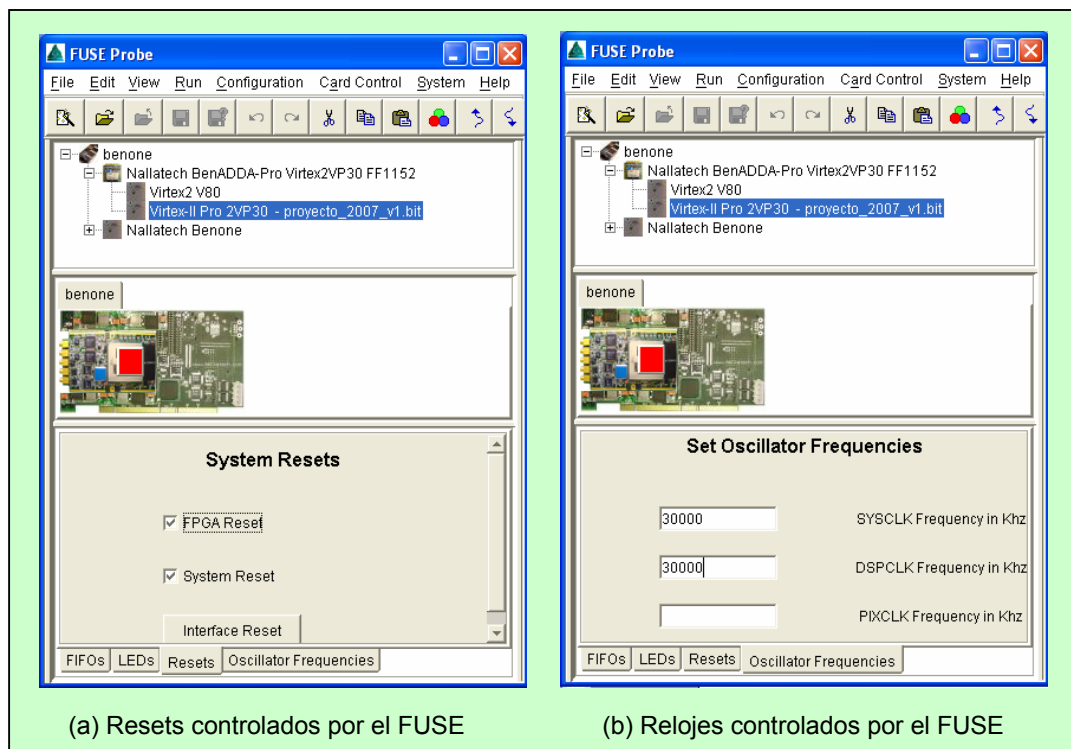 FUSE Probe
File Edit View Run Configuration Card Control System Help
benone
Nallatech BenADDA-Pro Virtex2VP30 FF1152
Virtex2 V80
Virtex-II Pro 2VP30 - proyecto_2007_v1.bit
Nallatech Benone
benone
System Resets
FPGA Reset
System Reset
Interface Reset
FIFOs LEDs Resets Oscillator Frequencies
(a) Resets controlados por el FUSE
FUSE Probe
File Edit View Run Configuration Card Control System Help
benone
Nallatech BenADDA-Pro Virtex2VP30 FF1152
Virtex2 V80
Virtex-II Pro 2VP30 - proyecto_2007_v1.bit
Nallatech Benone
benone
Set Oscillator Frequencies
30000 SYSCLK Frequency in Khz
30000 DSPCLK Frequency in Khz
PIXCLK Frequency in Khz
FIFOs LEDs Resets Oscillator Frequencies
(b) Relojes controlados por el FUSE